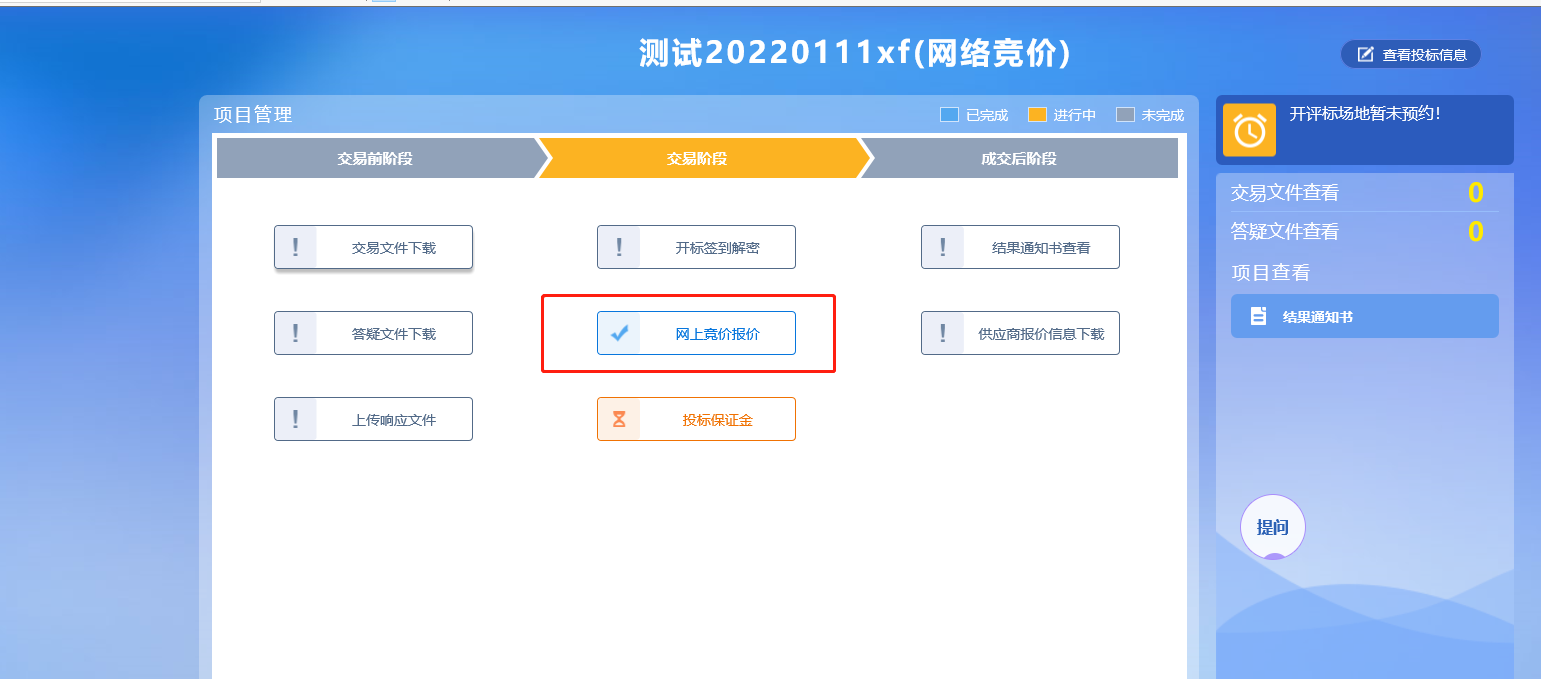 测试20220111xf(网络竞价)
查看投标信息
项目管理
已完成
进行中
未完成
交易前阶段
交易阶段
成交后阶段
交易文件下载
开标签到解密
结果通知书查看
答疑文件下载
网上竞价报价
供应商报价信息下载
上传响应文件
投标保证金
开评标场地暂未预约！
交易文件查看
0
答疑文件查看
0
项目查看
结果通知书
提问